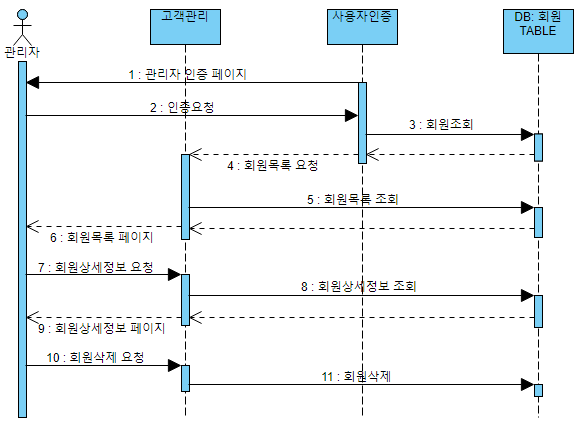 고객관리
사용자인증
DB: 회원
TABLE
관리자
1 : 관리자 인증 페이지
2 : 인증요청
3 : 회원조회
4 : 회원목록 요청
5 : 회원목록 조회
6 : 회원목록 페이지
7 : 회원상세정보 요청
8 : 회원상세정보 조회
9 : 회원상세정보 페이지
10 : 회원삭제 요청
11 : 회원삭제